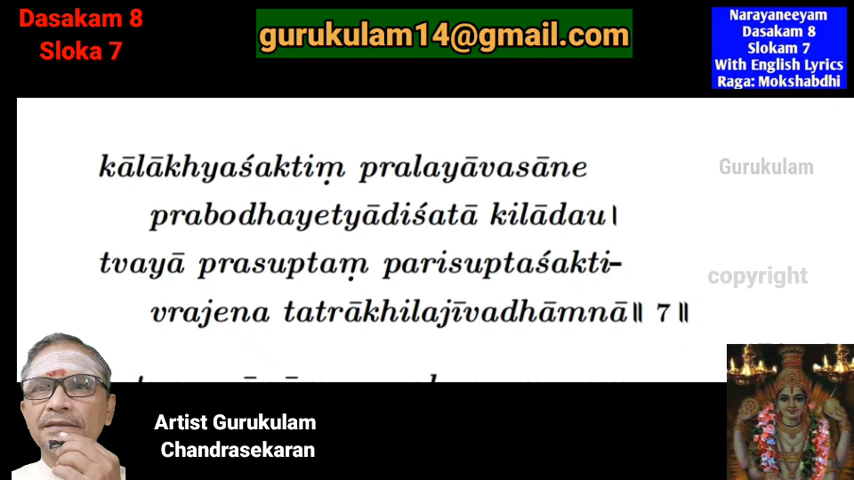 Dasakam 8
Sloka 7
gurukulam14@gmail.com
Narayaneeyam
Dasakam 8
Slokam 7
With English Lyrics
Raga: Mokshabdhi
kālākhyaśaktiṃ pralayāvasāne
prabodhayetyādiśatā kilādau।
tvayā prasuptaṃ parisuptaśakti-
vrajena tatrākhilajīvadhāmnā॥ 7॥
Gurukulam
copyright
Artist Gurukulam
Chandrasekaran